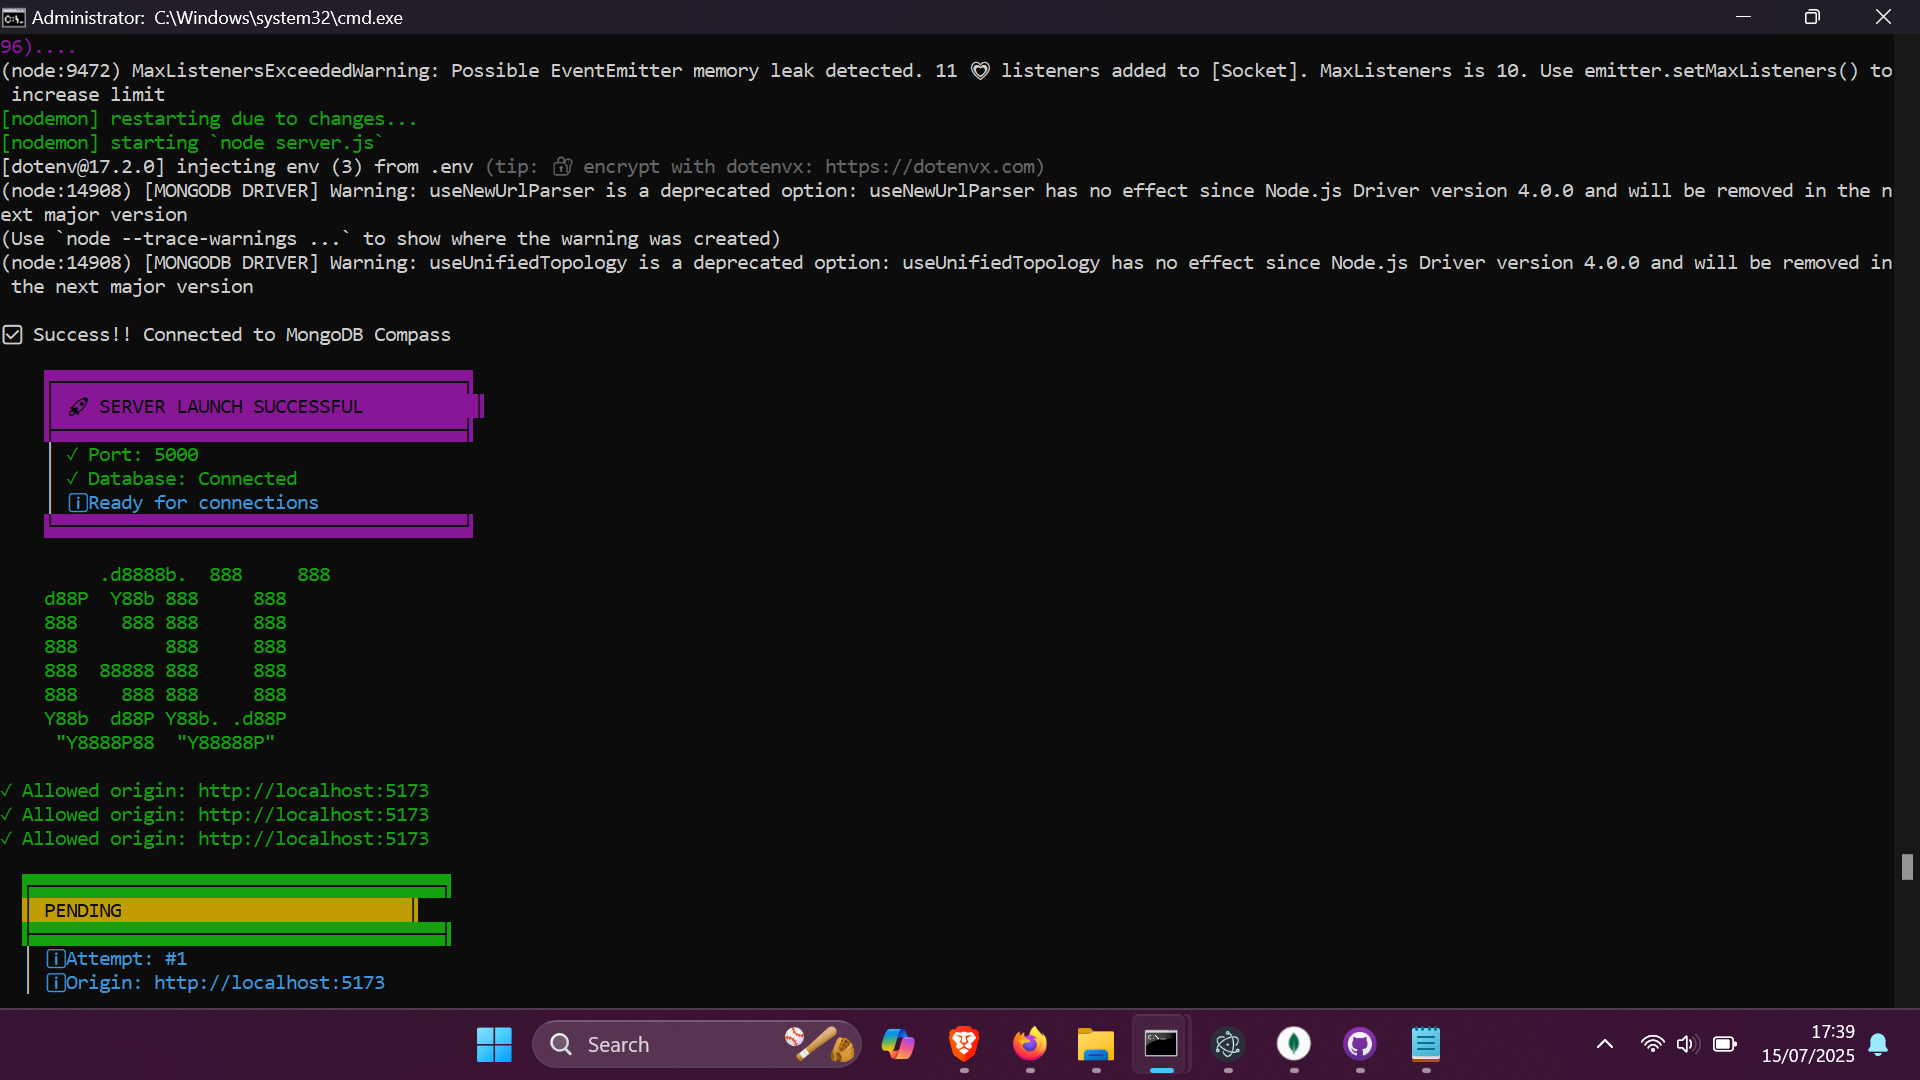 Administrator: C:\Windows\system32\cmd.exe
96)....
(node:9472) MaxListenersExceededWarning: Possible EventEmitter memory leak detected. 11 💟 listeners added to [Socket]. MaxListeners is 10. Use emitter.setMaxListeners() to
increase limit
[nodemon] restarting due to changes...
[nodemon] starting `node server.js`
[dotenv@17.2.0] injecting env (3) from .env (tip: 🔐 encrypt with dotenvx: https://dotenvx.com)
(node:14908) [MONGODB DRIVER] Warning: useNewUrlParser is a deprecated option: useNewUrlParser has no effect since Node.js Driver version 4.0.0 and will be removed in the n
ext major version
(Use `node --trace-warnings ...` to show where the warning was created)
(node:14908) [MONGODB DRIVER] Warning: useUnifiedTopology is a deprecated option: useUnifiedTopology has no effect since Node.js Driver version 4.0.0 and will be removed in
the next major version
☑ Success!! Connected to MongoDB Compass
🚀 SERVER LAUNCH SUCCESSFUL
✓ Port: 5000
✓ Database: Connected
ℹReady for connections
.d8888b.  888     888
d88P  Y88b 888     888
888    888 888     888
888        888     888
888  88888 888     888
888    888 888     888
Y88b  d88P Y88b. .d88P
"Y8888P88  "Y88888P"
✓ Allowed origin: http://localhost:5173
✓ Allowed origin: http://localhost:5173
✓ Allowed origin: http://localhost:5173
PENDING
ℹAttempt: #1
ℹOrigin: http://localhost:5173
Search
17:39
15/07/2025